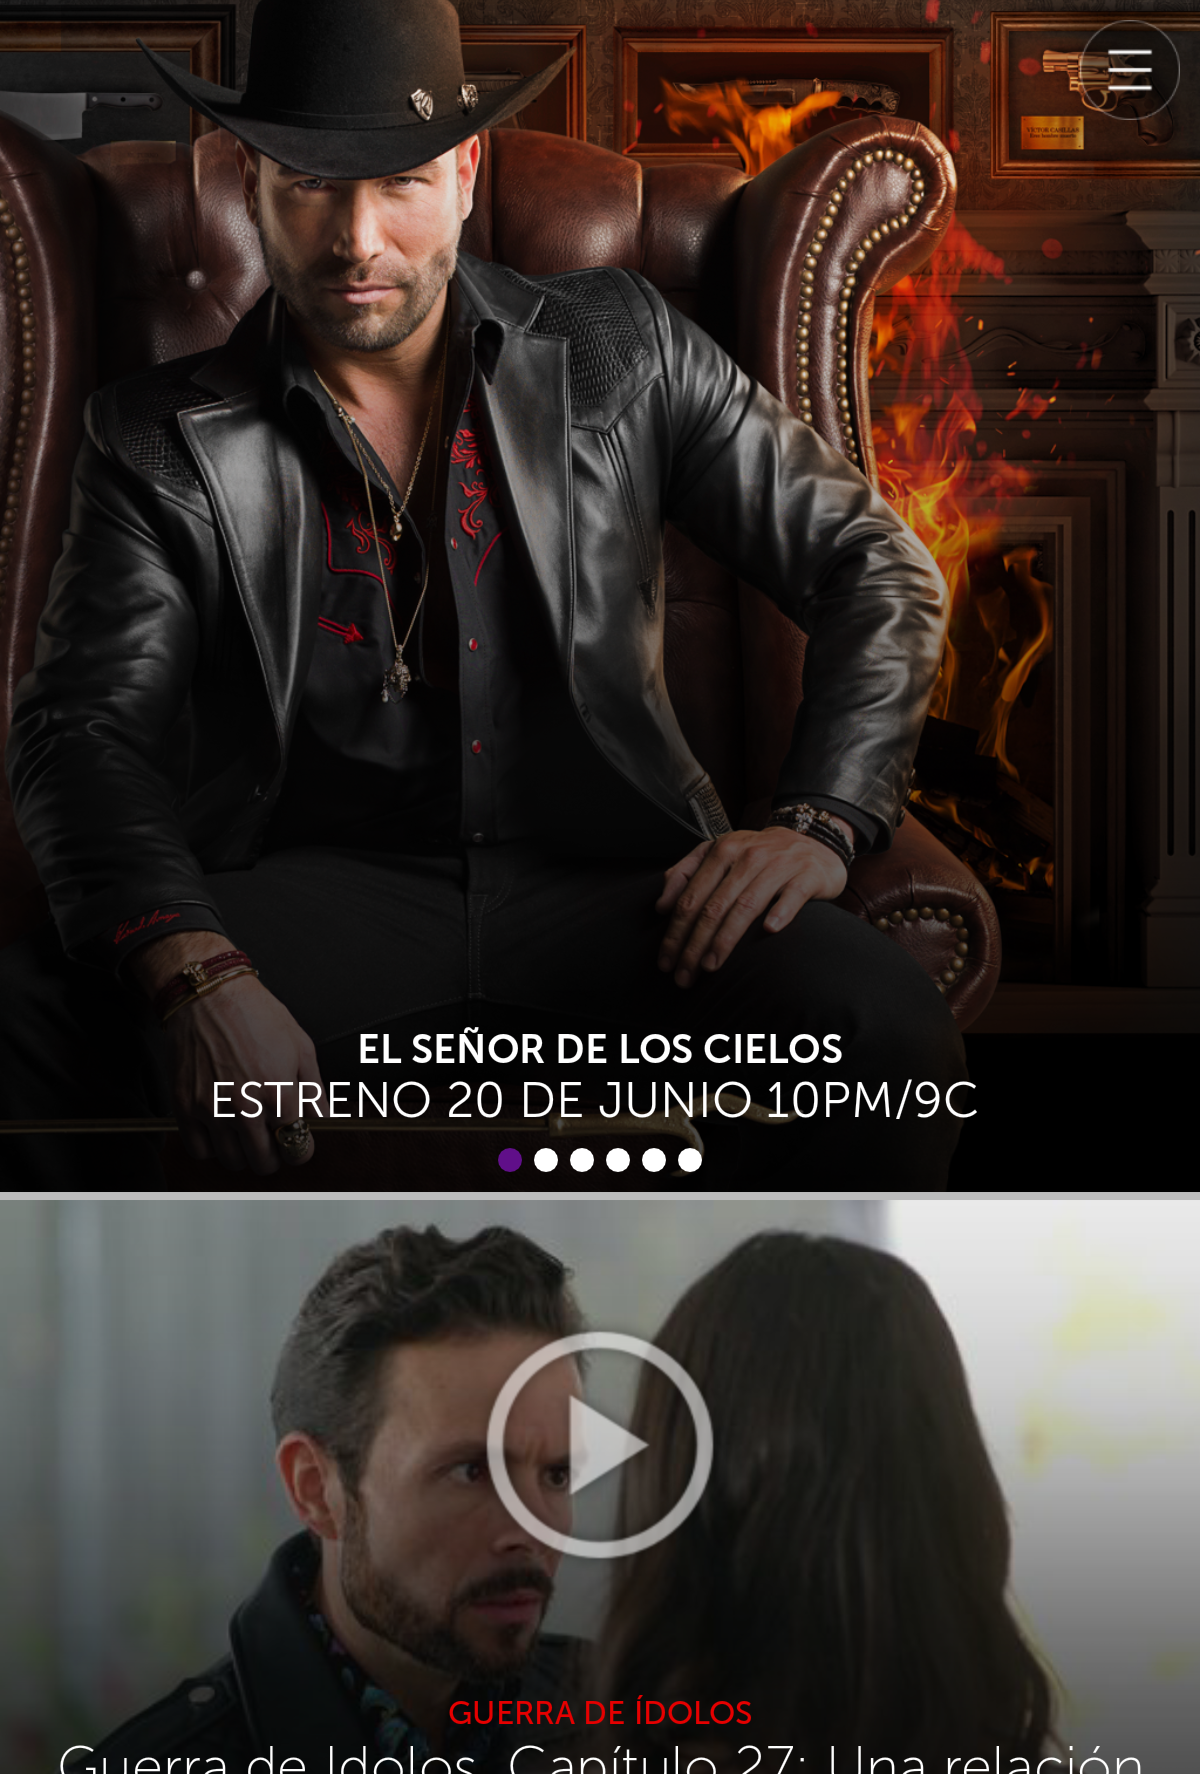 VICTOR CASILLAS
EL SEÑOR DE LOS CIELOS
ESTRENO 20 DE JUNIO 10PM/9C
GUERRA DE ÍDOLOS
Guerra de Idolos, Capítulo 27: Una relación